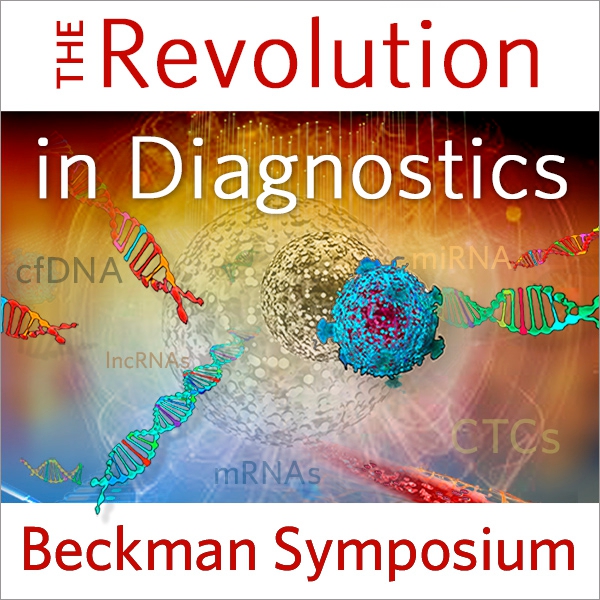 THE Revolution
in Diagnostics
cfDNA
miRNA
lncRNAs
CTCs
mRNAs
Beckman Symposium